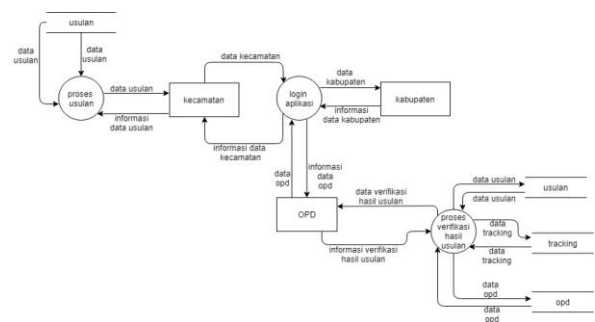 usulan
data
usulan
data
usulan
proses
usulan
data usulan
informasi
data usulan
kecamatan
data kecamatan
informasi data
kecamatan
login
aplikasi
data
kabupaten
informasi
data kabupaten
kabupaten
data
opd
informasi
data
opd
OPD
data verifikasi
hasil usulan
informasi verifikasi
hasil usulan
proses
verifikasi
hasil
usulan
data usulan
data usulan
usulan
data
tracking
data
tracking
tracking
data
opd
data
opd
opd